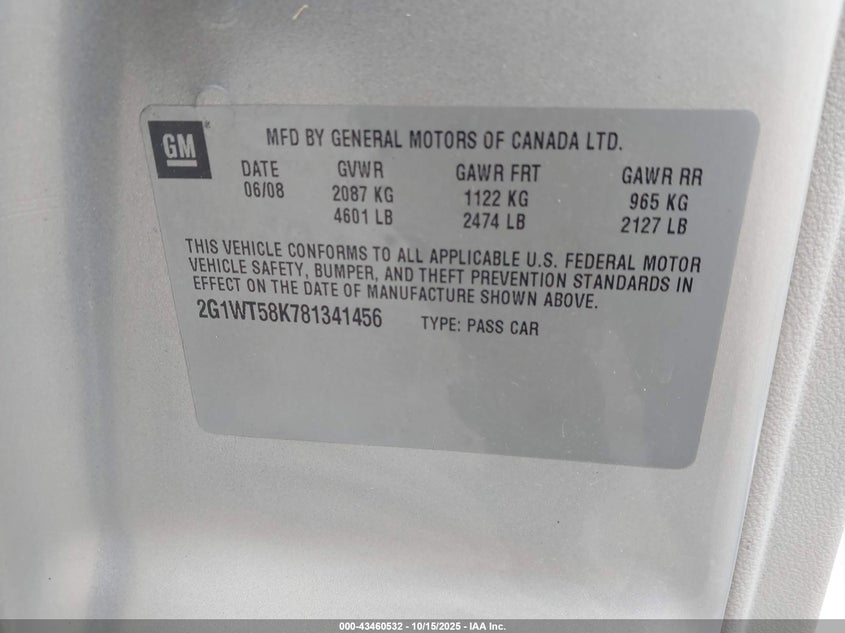 GM
MFD BY GENERAL MOTORS OF CANADA LTD.
DATE GVWR GAWR FRT GAWR RR
06/08 2087 KG 1122 KG 965 KG
4601 LB 2474 LB 2127 LB
THIS VEHICLE CONFORMS TO ALL APPLICABLE U.S. FEDERAL MOTOR
VEHICLE SAFETY, BUMPER, AND THEFT PREVENTION STANDARDS IN
EFFECT ON THE DATE OF MANUFACTURE SHOWN ABOVE.
2G1WT58K781341456 TYPE: PASS CAR
000-43460532 - 10/15/2025 - IAA Inc.